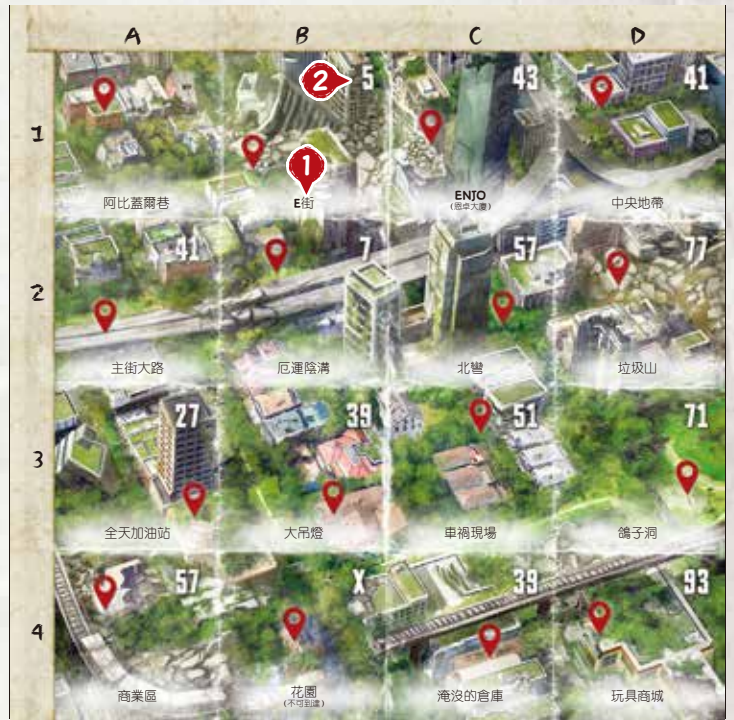 A B C D
1
2 5 43 41
1
阿比蓋爾巷 E街 ENJO 中央地帶
(恩卓大廈)
2
41 7 57 77
主街大路 厄運陰溝 北彎 垃圾山
3
27 39 51 71
全天加油站 大吊燈 車禍現場 鴿子洞
4
57 X 39 93
商業區 花園 淹沒的倉庫 玩具商城
(不可到達)